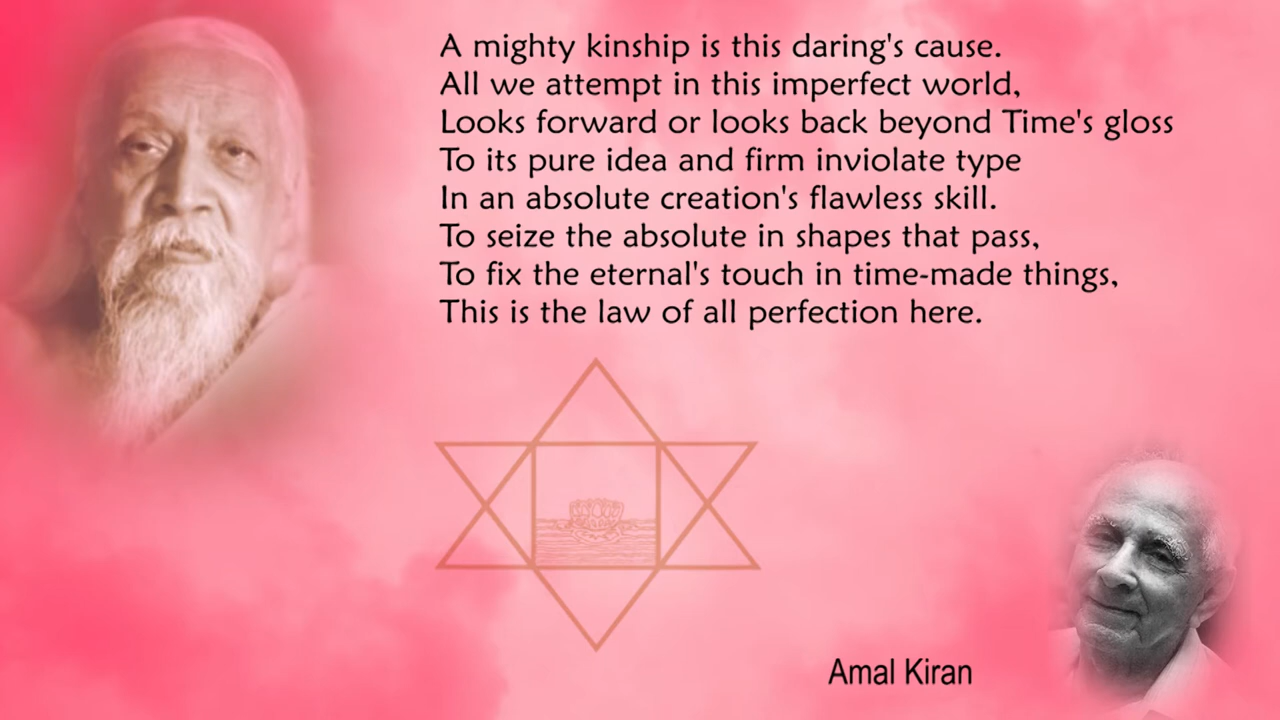 A mighty kinship is this daring's cause.
All we attempt in this imperfect world,
Looks forward or looks back beyond Time's gloss
To its pure idea and firm inviolate type
In an absolute creation's flawless skill.
To seize the absolute in shapes that pass,
To fix the eternal's touch in time-made things,
This is the law of all perfection here.
Amal Kiran